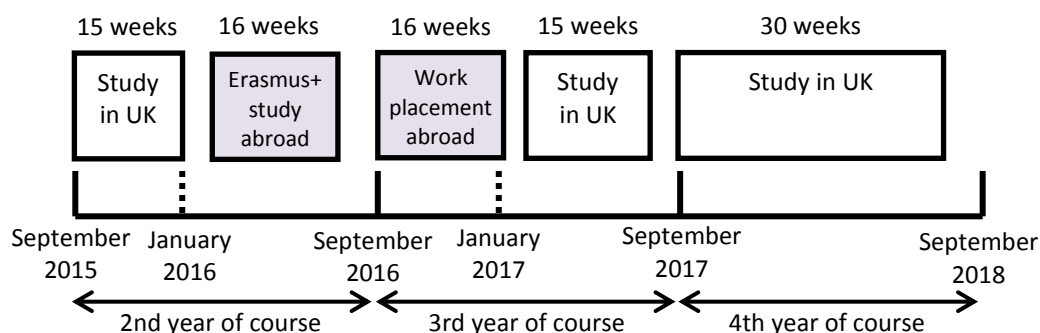 15 weeks
16 weeks
16 weeks
15 weeks
30 weeks
Study
in UK
Erasmus+
study
abroad
Work
placement
abroad
Study
in UK
Study in UK
September
2015
January
2016
September
2016
January
2017
September
2017
September
2018
2nd year of course
3rd year of course
4th year of course